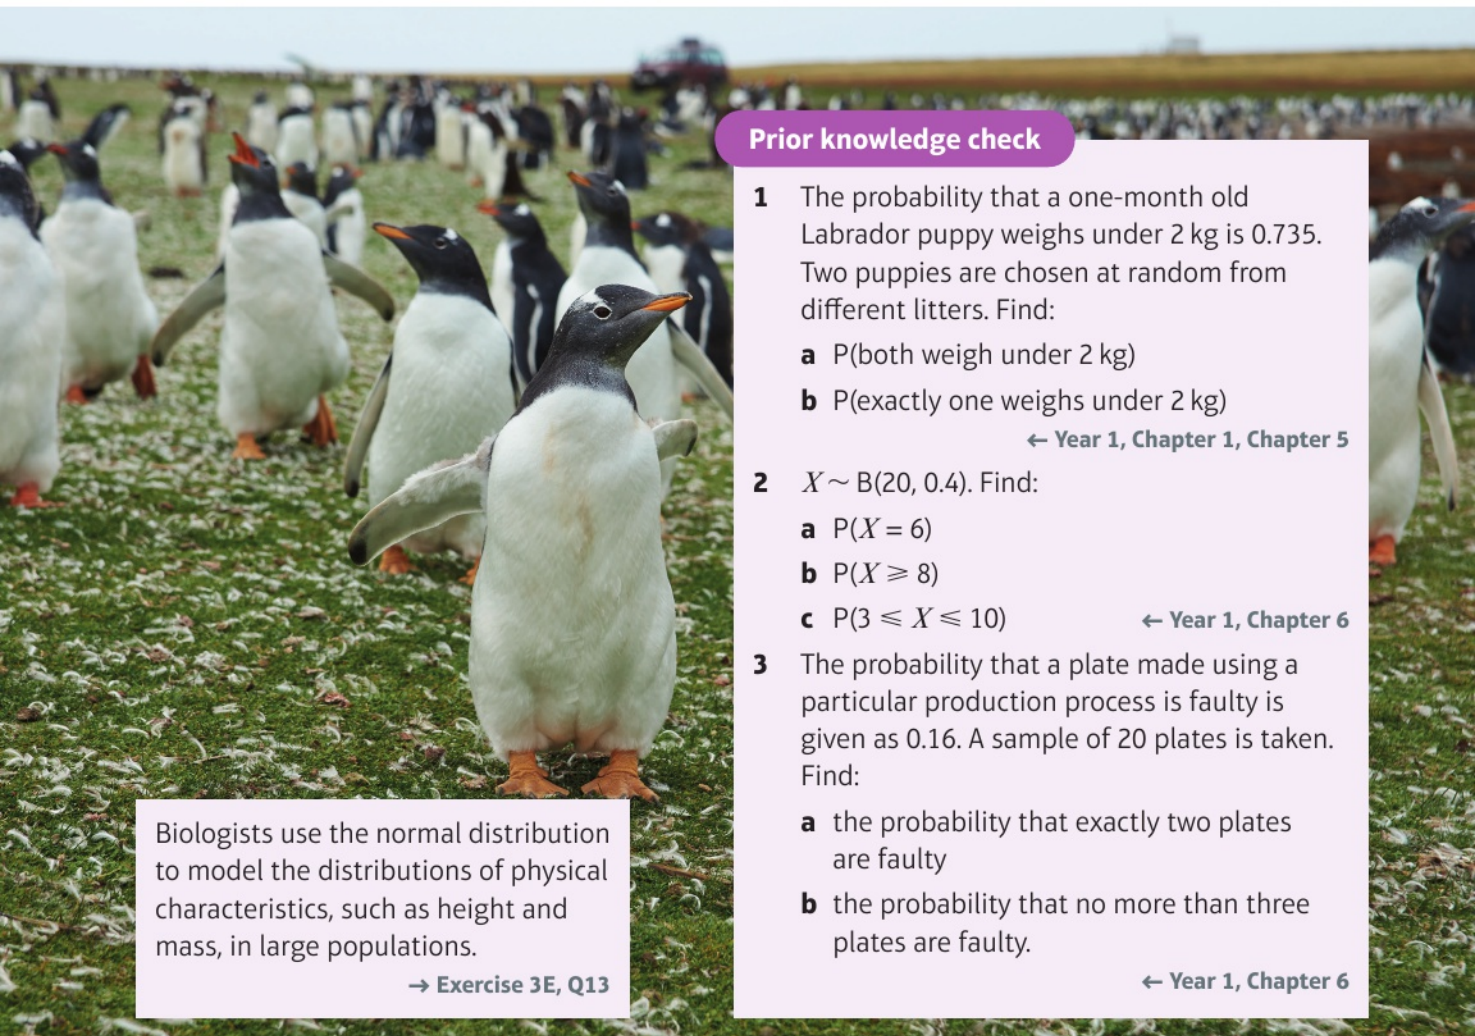 Prior knowledge check
1 The probability that a one-month old
Labrador puppy weighs under 2 kg is 0.735.
Two puppies are chosen at random from
different litters. Find:
a P(both weigh under 2 kg)
b P(exactly one weighs under 2 kg)
← Year 1, Chapter 1, Chapter 5
2 X ~ B(20, 0.4). Find:
a P(X = 6)
b P(X ⩾ 8)
c P(3 ⩽ X ⩽ 10) ← Year 1, Chapter 6
3 The probability that a plate made using a
particular production process is faulty is
given as 0.16. A sample of 20 plates is taken.
Find:
a the probability that exactly two plates
are faulty
b the probability that no more than three
plates are faulty.
← Year 1, Chapter 6
Biologists use the normal distribution
to model the distributions of physical
characteristics, such as height and
mass, in large populations.
→ Exercise 3E, Q13